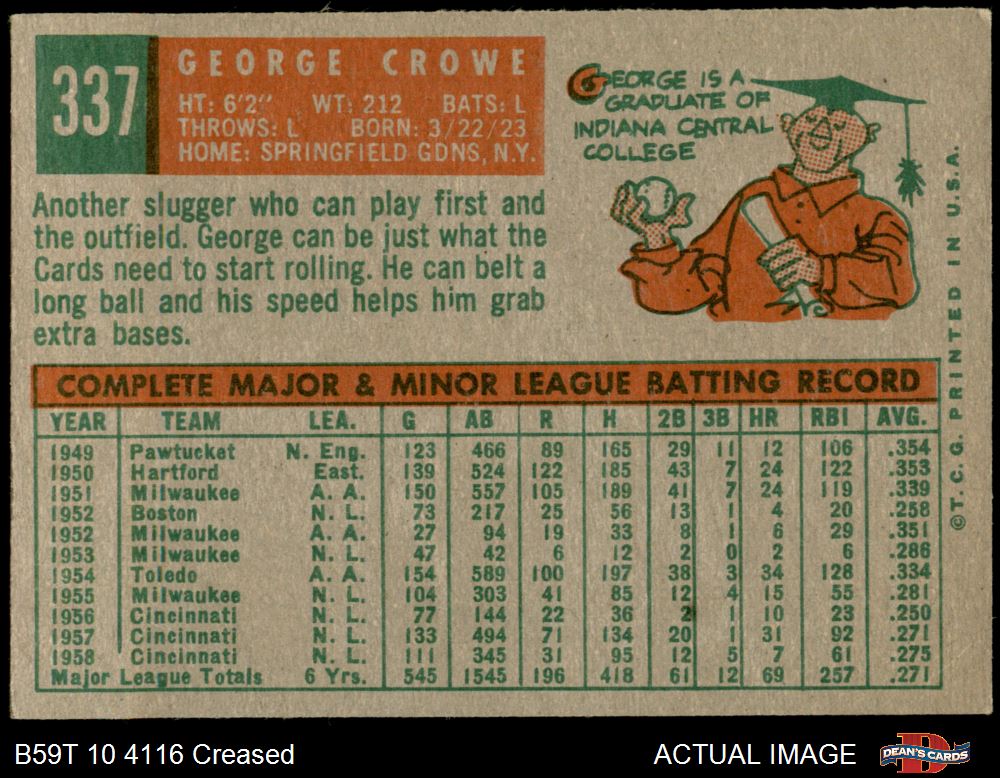 337
GEORGE CROWE
HT: 6'2" WT: 212 BATS: L
THROWS: L BORN: 3/22/23
HOME: SPRINGFIELD GDNS, N.Y.
GEORGE IS A
GRADUATE OF
INDIANA CENTRAL
COLLEGE
Another slugger who can play first and
the outfield. George can be just what the
Cards need to start rolling. He can belt a
long ball and his speed helps him grab
extra bases.
COMPLETE MAJOR & MINOR LEAGUE BATTING RECORD
YEAR TEAM LEA. G AB R H 2B 3B HR RBI AVG.
1949 Pawtucket N. Eng. 123 466 89 165 29 11 12 106 .354
1950 Hartford East. 139 524 122 185 43 7 24 122 .353
1951 Milwaukee A. A. 150 557 105 189 41 7 24 119 .339
1952 Boston N. L. 73 217 25 56 13 1 4 20 .258
1952 Milwaukee A. A. 27 94 19 33 8 1 6 29 .351
1953 Milwaukee N. L. 47 42 6 12 2 0 2 6 .286
1954 Toledo A. A. 154 589 100 197 38 3 34 128 .334
1955 Milwaukee N. L. 104 303 41 85 12 4 15 55 .281
1956 Cincinnati N. L. 77 144 22 36 2 1 10 23 .250
1957 Cincinnati N. L. 133 494 71 134 20 1 31 92 .271
1958 Cincinnati N. L. 111 345 31 95 12 5 7 61 .275
Major League Totals 6 Yrs. 545 1545 196 418 61 12 69 257 .271
©T. C. G. PRINTED IN U.S.A.
B59T 10 4116 Creased
ACTUAL IMAGE
DEAN'S CARDS